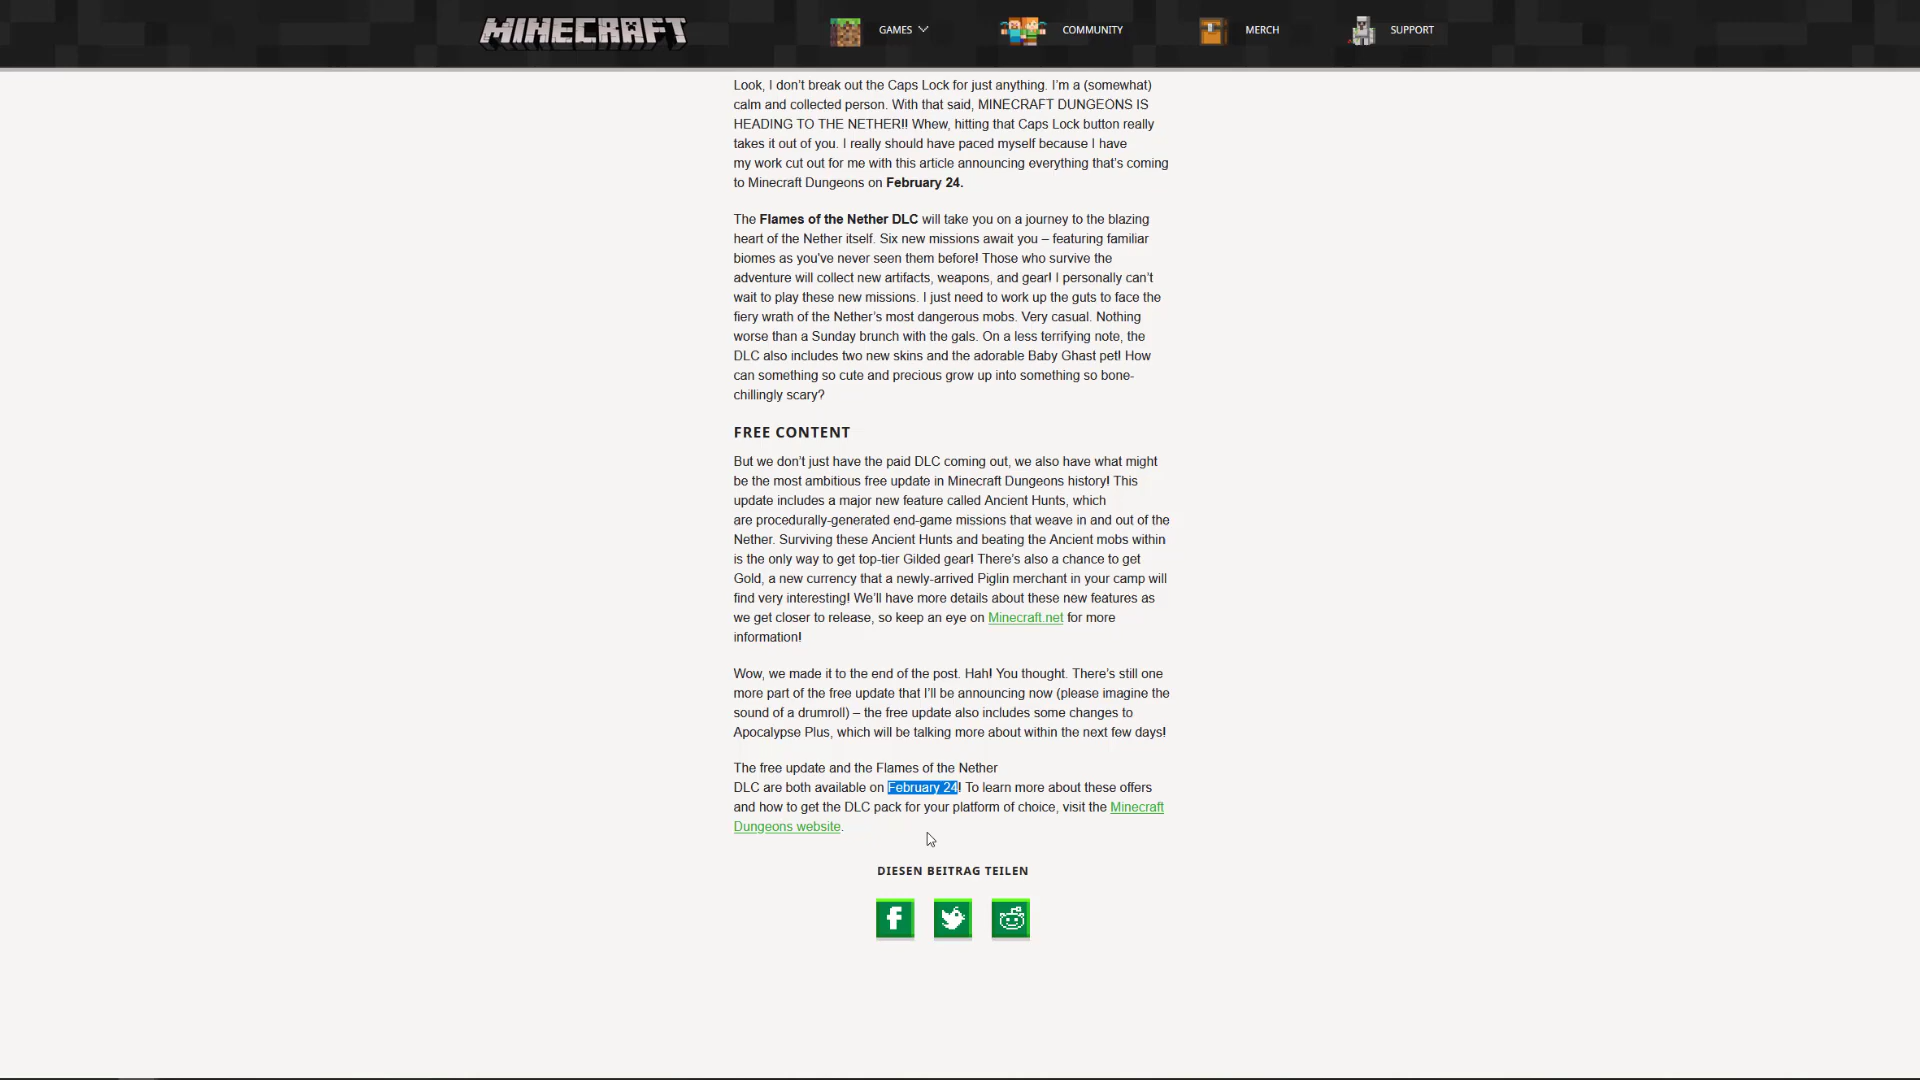 MINECRAFT
GAMES
COMMUNITY
MERCH
SUPPORT
Look, I don’t break out the Caps Lock for just anything. I’m a (somewhat)
calm and collected person. With that said, MINECRAFT DUNGEONS IS
HEADING TO THE NETHER!! Whew, hitting that Caps Lock button really
takes it out of you. I really should have paced myself because I have
my work cut out for me with this article announcing everything that’s coming
to Minecraft Dungeons on February 24.
The Flames of the Nether DLC will take you on a journey to the blazing
heart of the Nether itself. Six new missions await you – featuring familiar
biomes as you've never seen them before! Those who survive the
adventure will collect new artifacts, weapons, and gear! I personally can’t
wait to play these new missions. I just need to work up the guts to face the
fiery wrath of the Nether’s most dangerous mobs. Very casual. Nothing
worse than a Sunday brunch with the gals. On a less terrifying note, the
DLC also includes two new skins and the adorable Baby Ghast pet! How
can something so cute and precious grow up into something so bone-
chillingly scary?
FREE CONTENT
But we don’t just have the paid DLC coming out, we also have what might
be the most ambitious free update in Minecraft Dungeons history! This
update includes a major new feature called Ancient Hunts, which
are procedurally-generated end-game missions that weave in and out of the
Nether. Surviving these Ancient Hunts and beating the Ancient mobs within
is the only way to get top-tier Gilded gear! There’s also a chance to get
Gold, a new currency that a newly-arrived Piglin merchant in your camp will
find very interesting! We’ll have more details about these new features as
we get closer to release, so keep an eye on Minecraft.net for more
information!
Wow, we made it to the end of the post. Hah! You thought. There’s still one
more part of the free update that I’ll be announcing now (please imagine the
sound of a drumroll) – the free update also includes some changes to
Apocalypse Plus, which will be talking more about within the next few days!
The free update and the Flames of the Nether
DLC are both available on February 24! To learn more about these offers
and how to get the DLC pack for your platform of choice, visit the Minecraft
Dungeons website.
DIESEN BEITRAG TEILEN